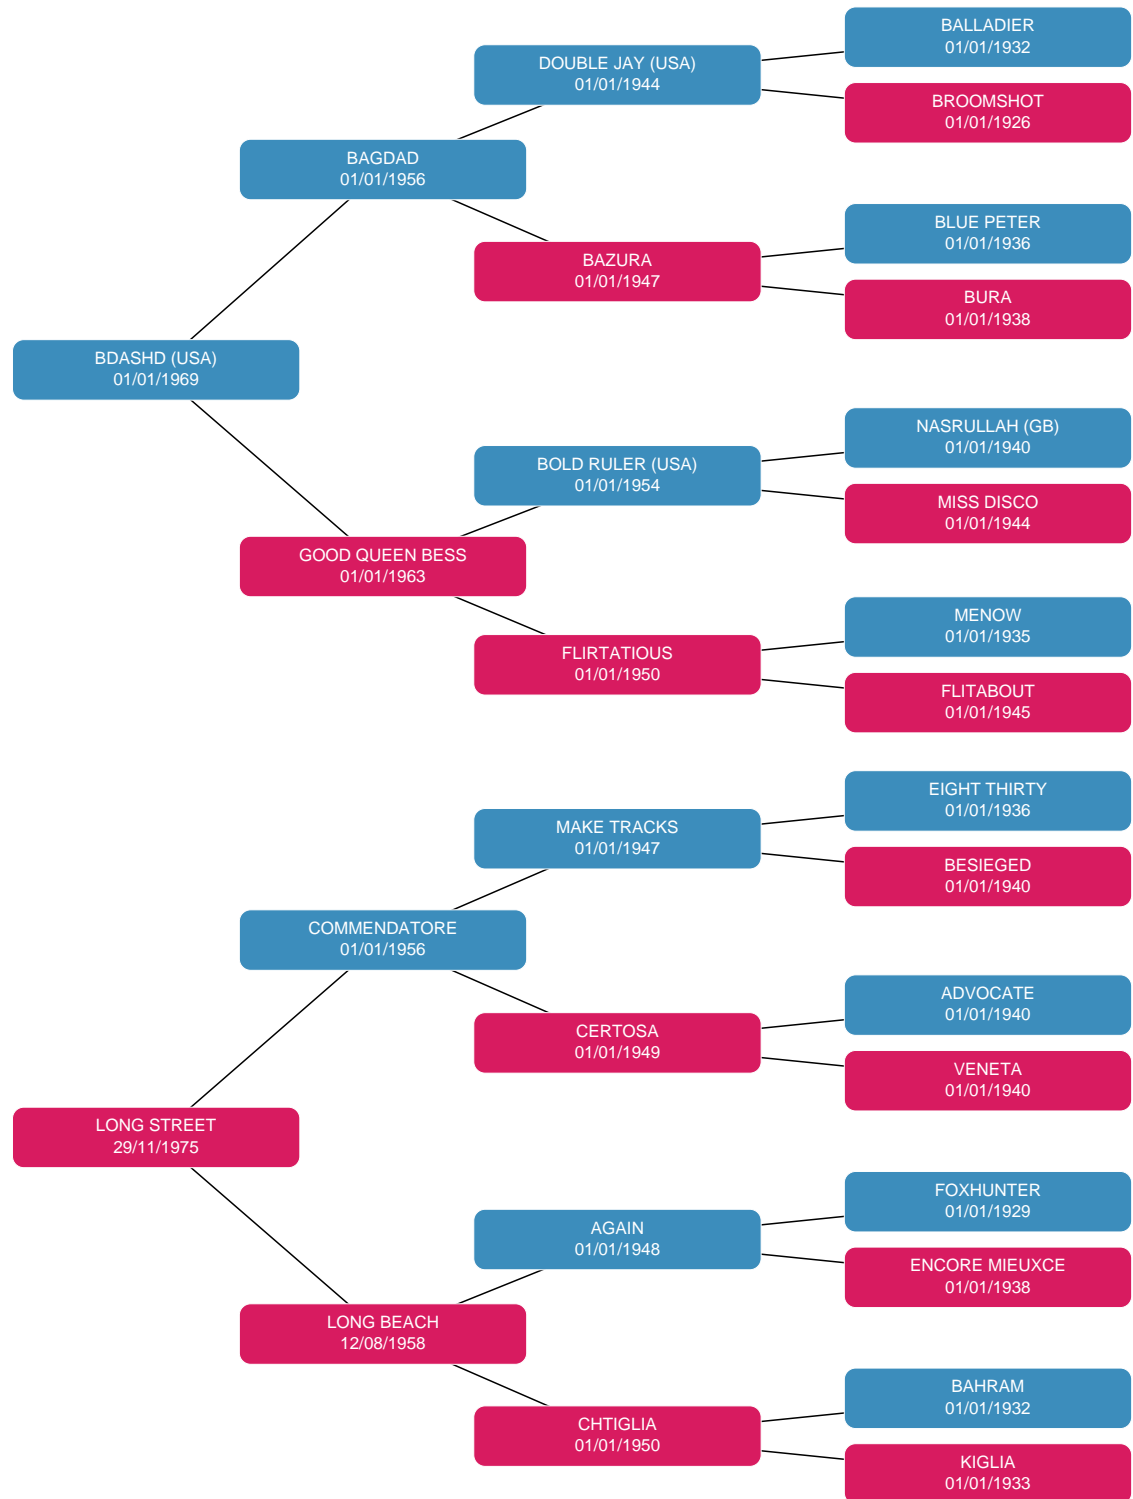 BALLADIER
01/01/1932
DOUBLE JAY (USA)
01/01/1944
BROOMSHOT
01/01/1926
BAGDAD
01/01/1956
BLUE PETER
01/01/1936
BAZURA
01/01/1947
BURA
01/01/1938
BDASHD (USA)
01/01/1969
NASRULLAH (GB)
01/01/1940
BOLD RULER (USA)
01/01/1954
MISS DISCO
01/01/1944
GOOD QUEEN BESS
01/01/1963
MENOW
01/01/1935
FLIRTATIOUS
01/01/1950
FLITABOUT
01/01/1945
EIGHT THIRTY
01/01/1936
MAKE TRACKS
01/01/1947
BESIEGED
01/01/1940
COMMENDATORE
01/01/1956
ADVOCATE
01/01/1940
CERTOSA
01/01/1949
VENETA
01/01/1940
LONG STREET
29/11/1975
FOXHUNTER
01/01/1929
AGAIN
01/01/1948
ENCORE MIEUXCE
01/01/1938
LONG BEACH
12/08/1958
BAHRAM
01/01/1932
CHTIGLIA
01/01/1950
KIGLIA
01/01/1933